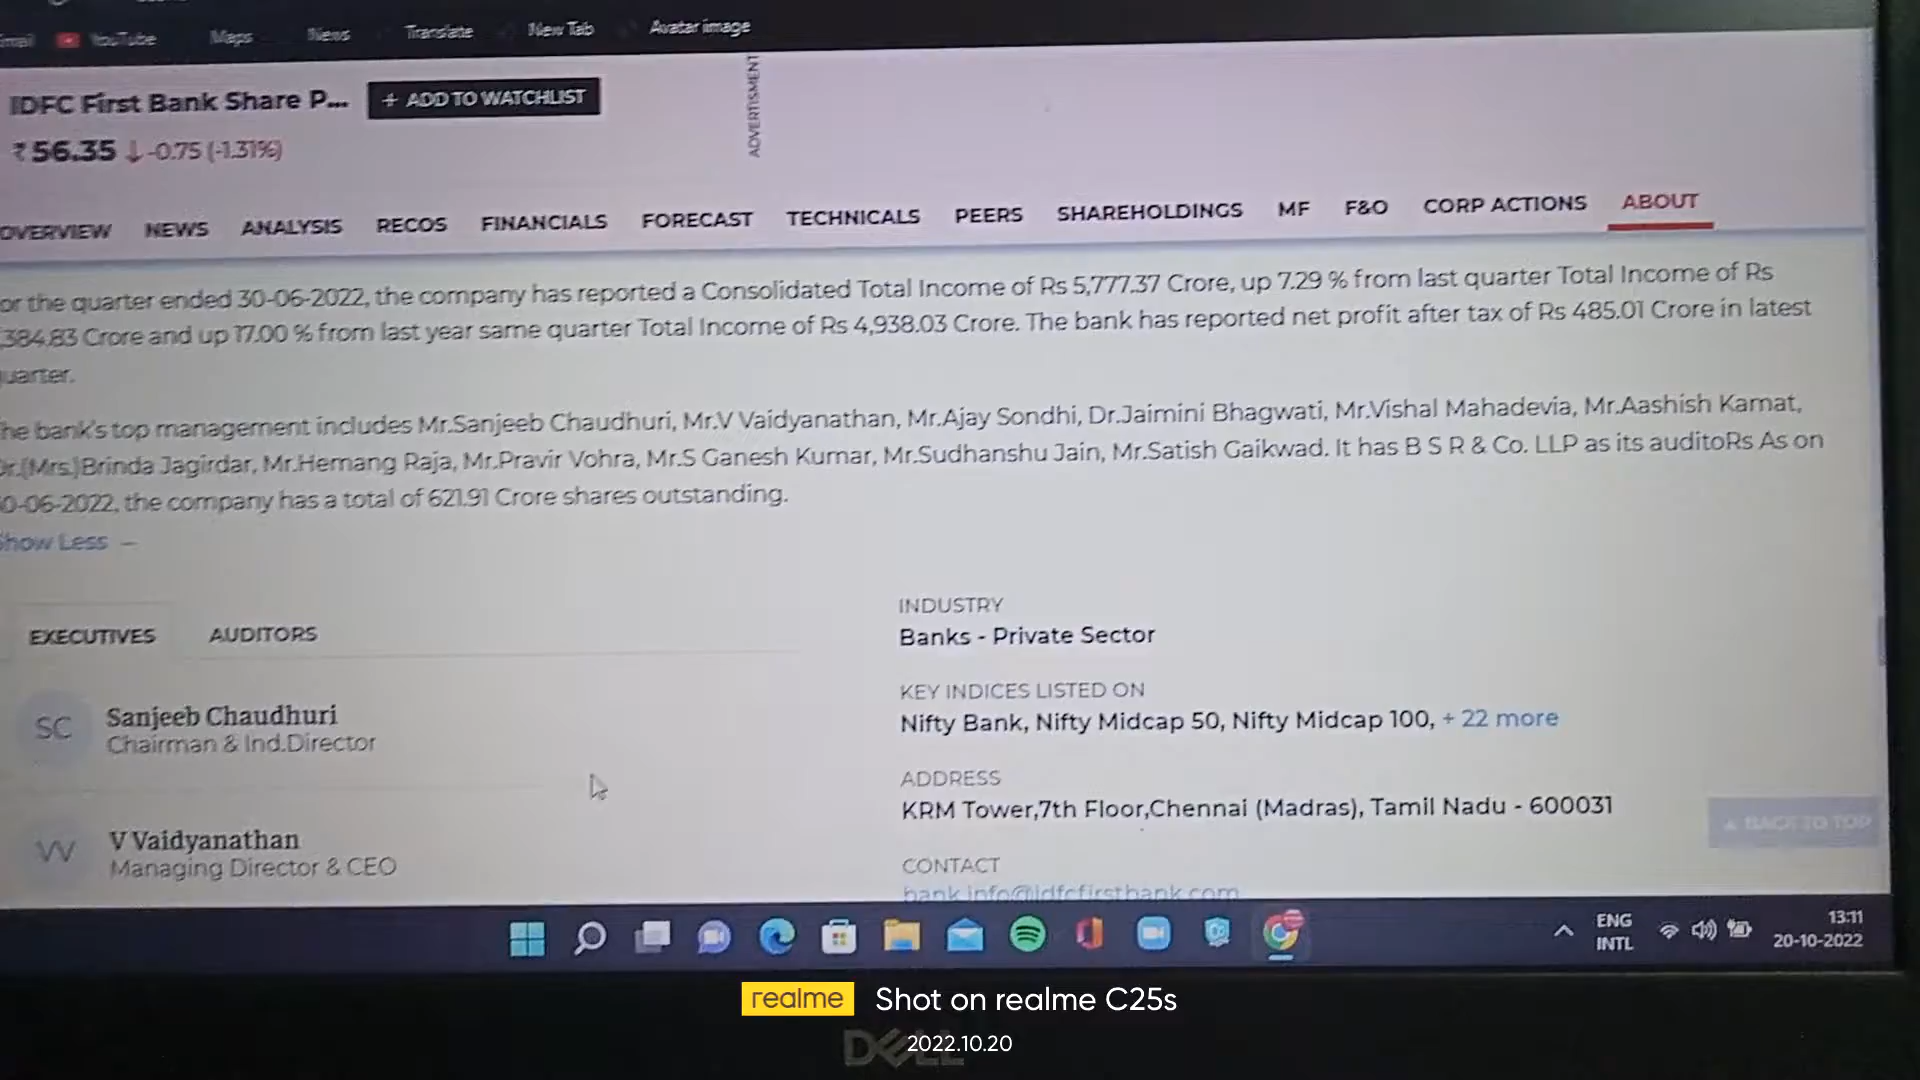 YouTube
Maps
News
Translate
New Tab
Avatar image
IDFC First Bank Share P...
+ ADD TO WATCHLIST
ADVERTISMENT
₹56.35 ↓ -0.75 (-1.31%)
OVERVIEW NEWS ANALYSIS RECOS FINANCIALS FORECAST TECHNICALS PEERS SHAREHOLDINGS MF F&O CORP ACTIONS ABOUT
or the quarter ended 30-06-2022, the company has reported a Consolidated Total Income of Rs 5,777.37 Crore, up 7.29 % from last quarter Total Income of Rs
,384.83 Crore and up 17.00 % from last year same quarter Total Income of Rs 4,938.03 Crore. The bank has reported net profit after tax of Rs 485.01 Crore in latest
uarter.
he bank's top management includes Mr.Sanjeeb Chaudhuri, Mr.V Vaidyanathan, Mr.Ajay Sondhi, Dr.Jaimini Bhagwati, Mr.Vishal Mahadevia, Mr.Aashish Kamat,
Dr.(Mrs.)Brinda Jagirdar, Mr.Hemang Raja, Mr.Pravir Vohra, Mr.S Ganesh Kumar, Mr.Sudhanshu Jain, Mr.Satish Gaikwad. It has B S R & Co. LLP as its auditoRs As on
0-06-2022, the company has a total of 621.91 Crore shares outstanding.
Show Less −
EXECUTIVES
AUDITORS
SC
Sanjeeb Chaudhuri
Chairman & Ind.Director
VV
V Vaidyanathan
Managing Director & CEO
INDUSTRY
Banks - Private Sector
KEY INDICES LISTED ON
Nifty Bank, Nifty Midcap 50, Nifty Midcap 100, + 22 more
ADDRESS
KRM Tower,7th Floor,Chennai (Madras), Tamil Nadu - 600031
CONTACT
bank.info@idfcfirstbank.com
BACK TO TOP
ENG
INTL
13:11
20-10-2022
realme Shot on realme C25s
2022.10.20
DELL